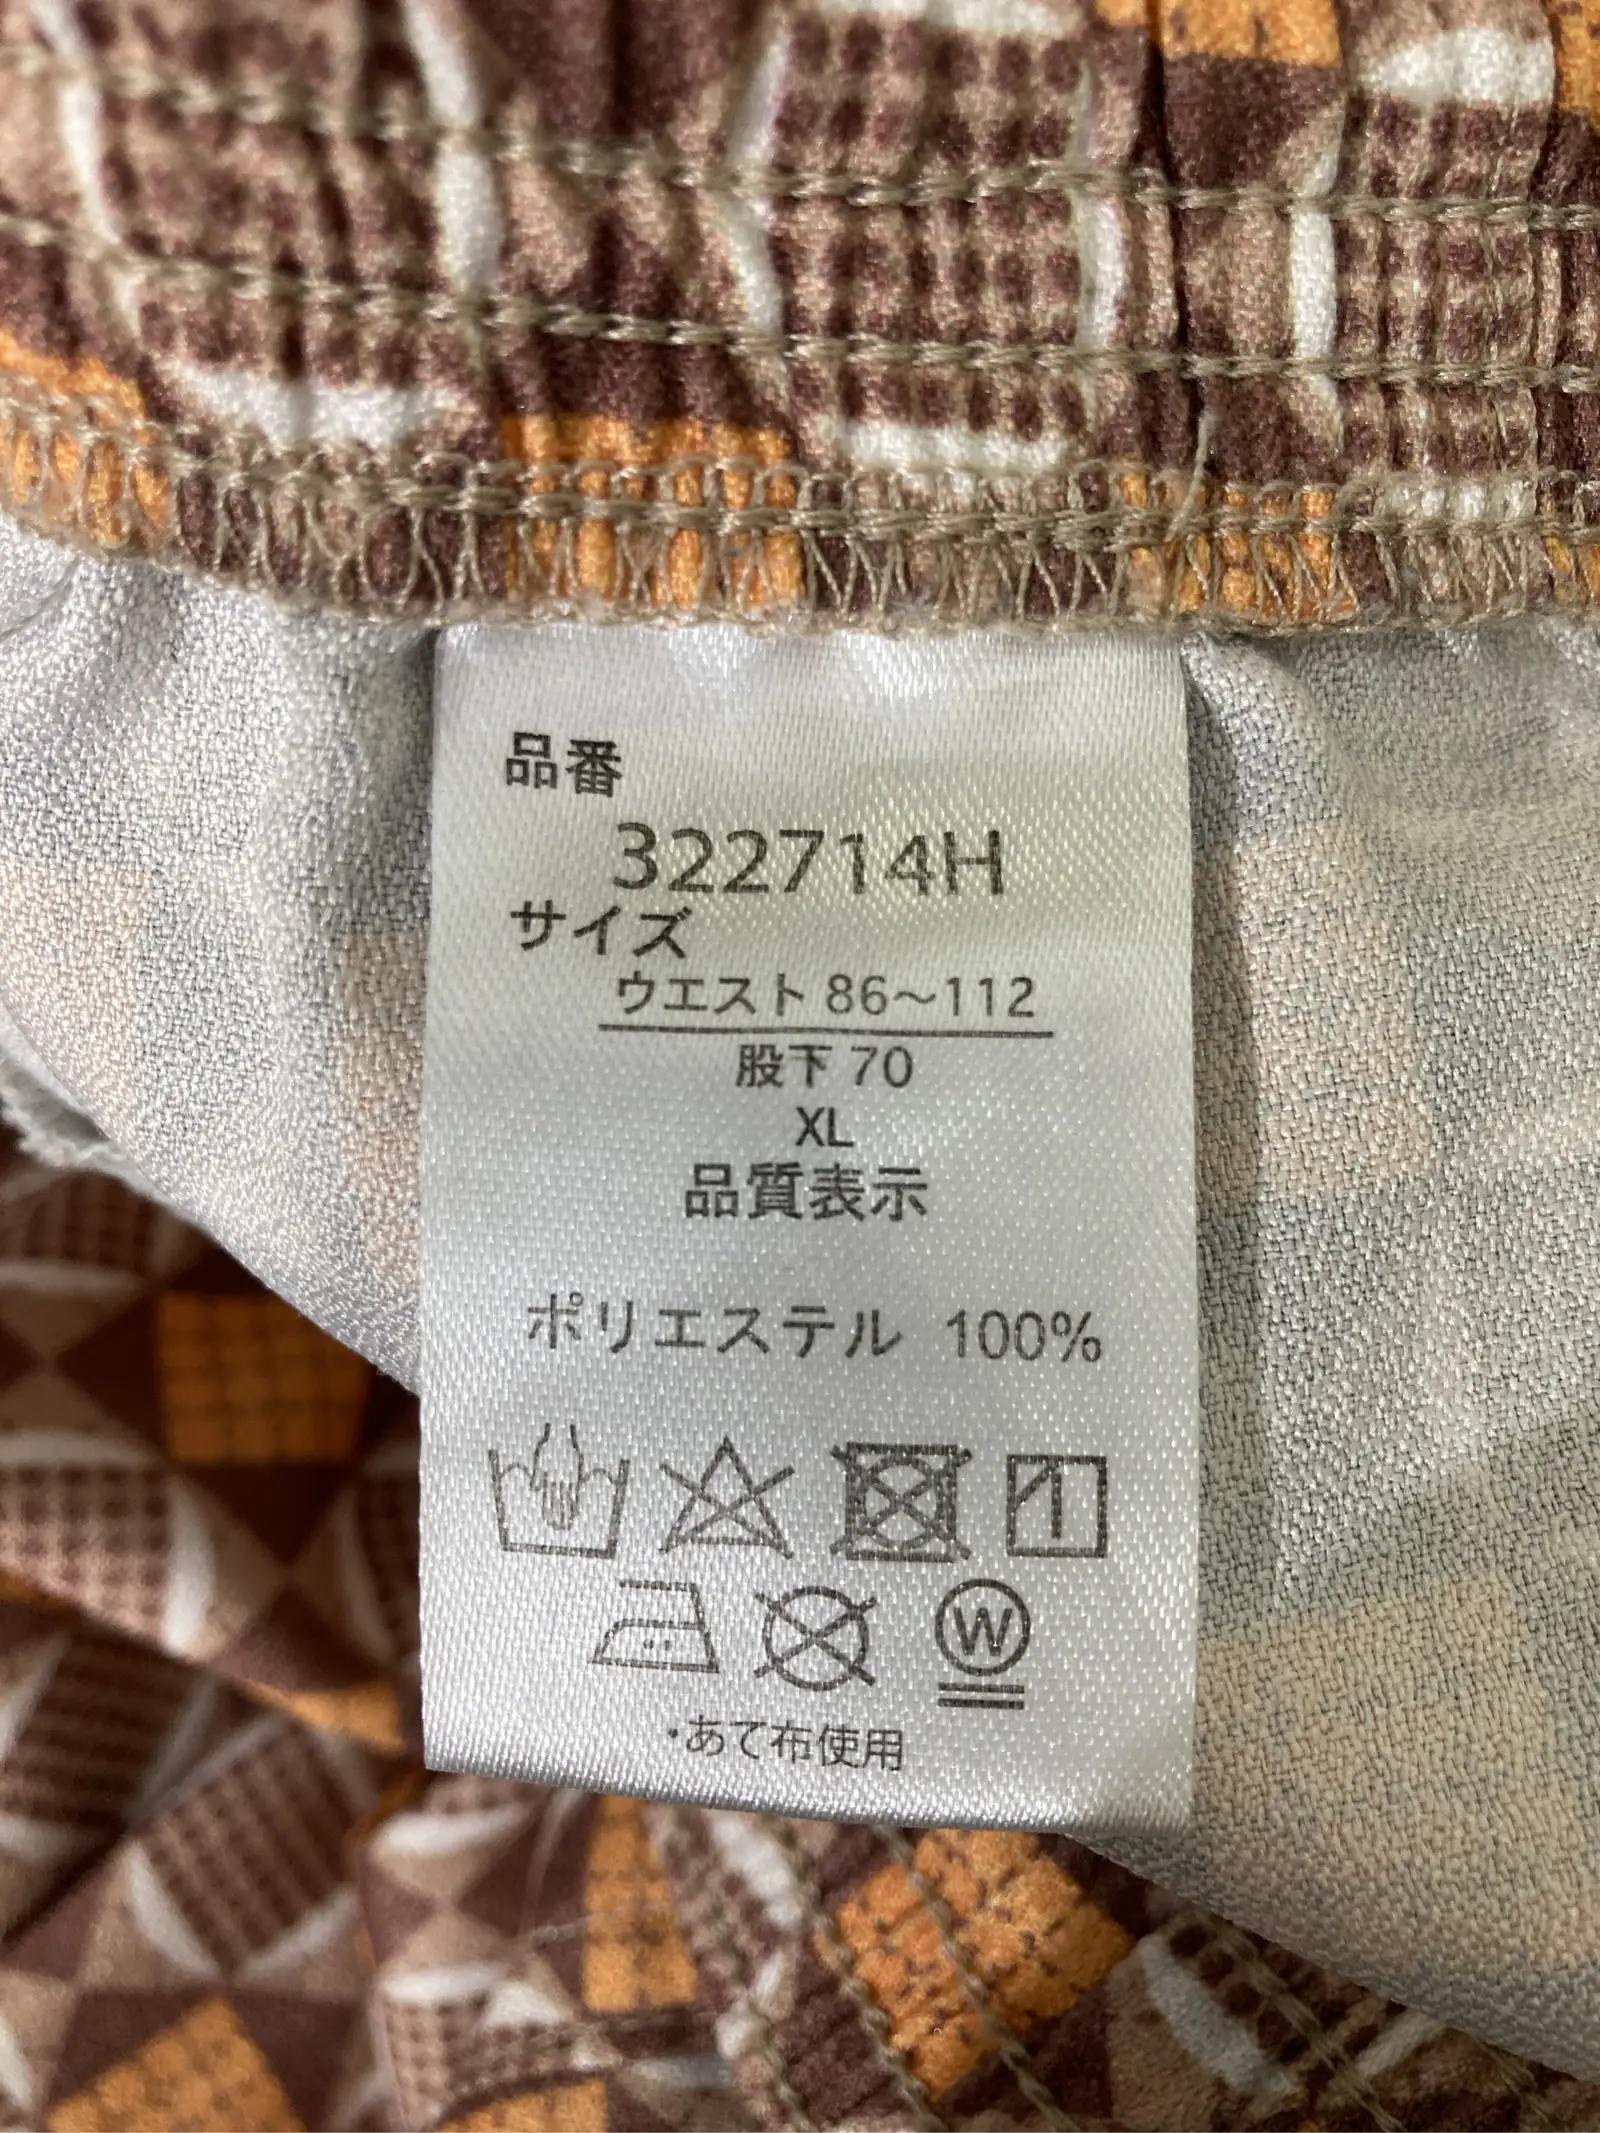 品番
322714H
サイズ
ウエスト 86〜112
股下 70
XL
品質表示
ポリエステル 100%
W
・あて布使用